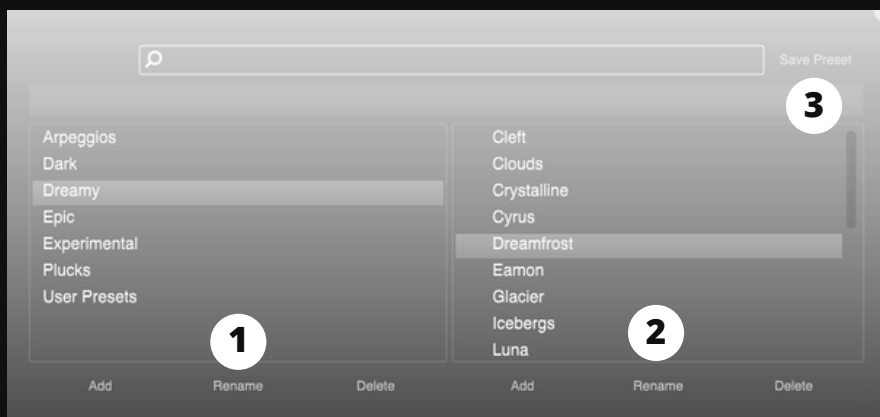 Save Preset
3
Arpeggios
Dark
Dreamy
Epic
Experimental
Plucks
User Presets
1
Cleft
Clouds
Crystalline
Cyrus
Dreamfrost
Eamon
Glacier
Icebergs
Luna
2
Add Rename Delete
Add Rename Delete